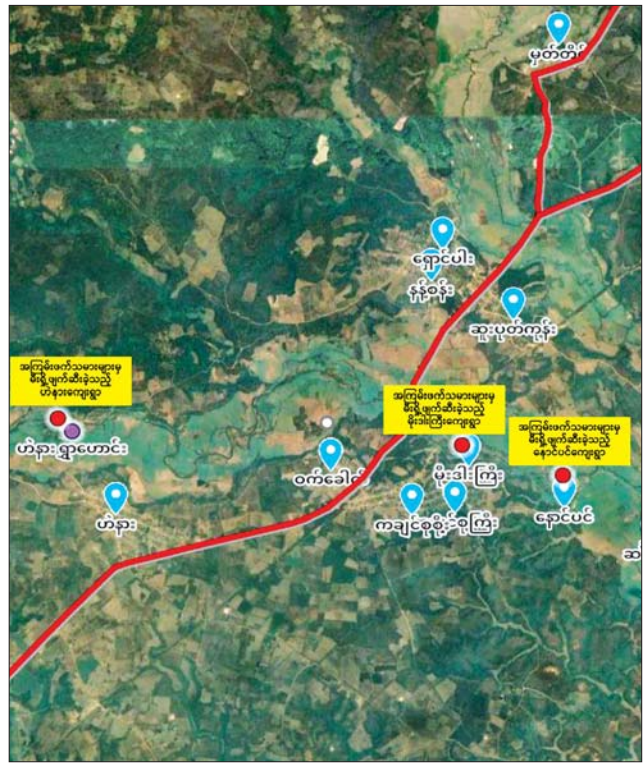 မှတ်တိုင်
ရှောင်ပါး
နန့်စန်း
ဆူးပုတ်ကုန်း
အကြမ်းဖက်သမားများမှ
မီးရှို့ဖျက်ဆီးခဲ့သည့်
ဟဲနားကျေးရွာ
ဟဲနား ရွာဟောင်း
အကြမ်းဖက်သမားများမှ
မီးရှို့ဖျက်ဆီးခဲ့သည့်
မိုးဒါးကြီးကျေးရွာ
အကြမ်းဖက်သမားများမှ
မီးရှို့ဖျက်ဆီးခဲ့သည့်
နောင်ပင်ကျေးရွာ
ဝက်ခေါ
မိုးဒါးကြီး
ဟဲနား
ကချင်စု
စုကြီး
နောင်ပင်